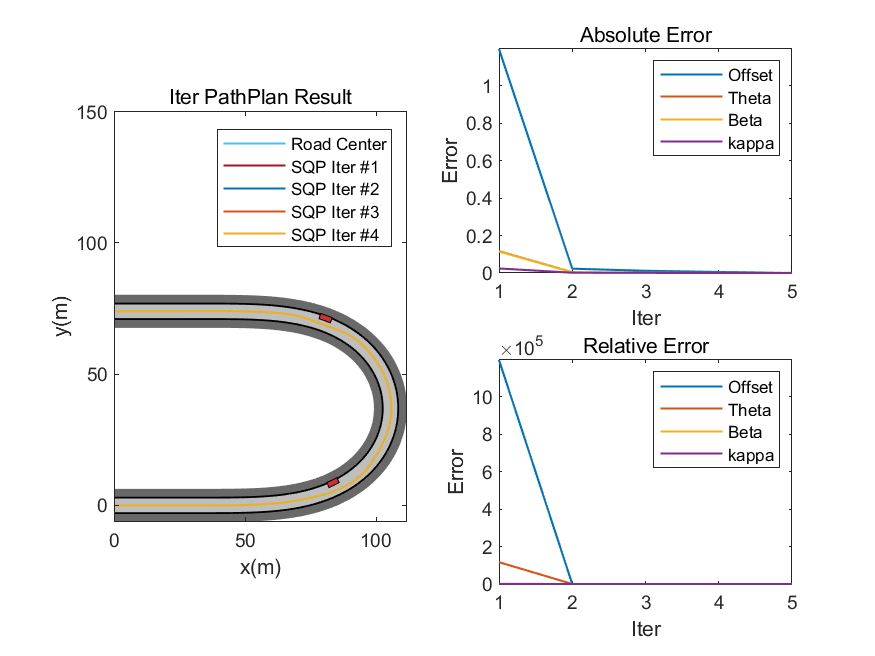 Iter PathPlan Result
150
100
50
0
0
50
100
y(m)
x(m)
Road Center
SQP Iter #1
SQP Iter #2
SQP Iter #3
SQP Iter #4
Absolute Error
1
0.8
0.6
0.4
0.2
0
1
2
3
4
5
Error
Iter
Offset
Theta
Beta
kappa
Relative Error
×10⁵
10
8
6
4
2
0
1
2
3
4
5
Error
Iter
Offset
Theta
Beta
kappa